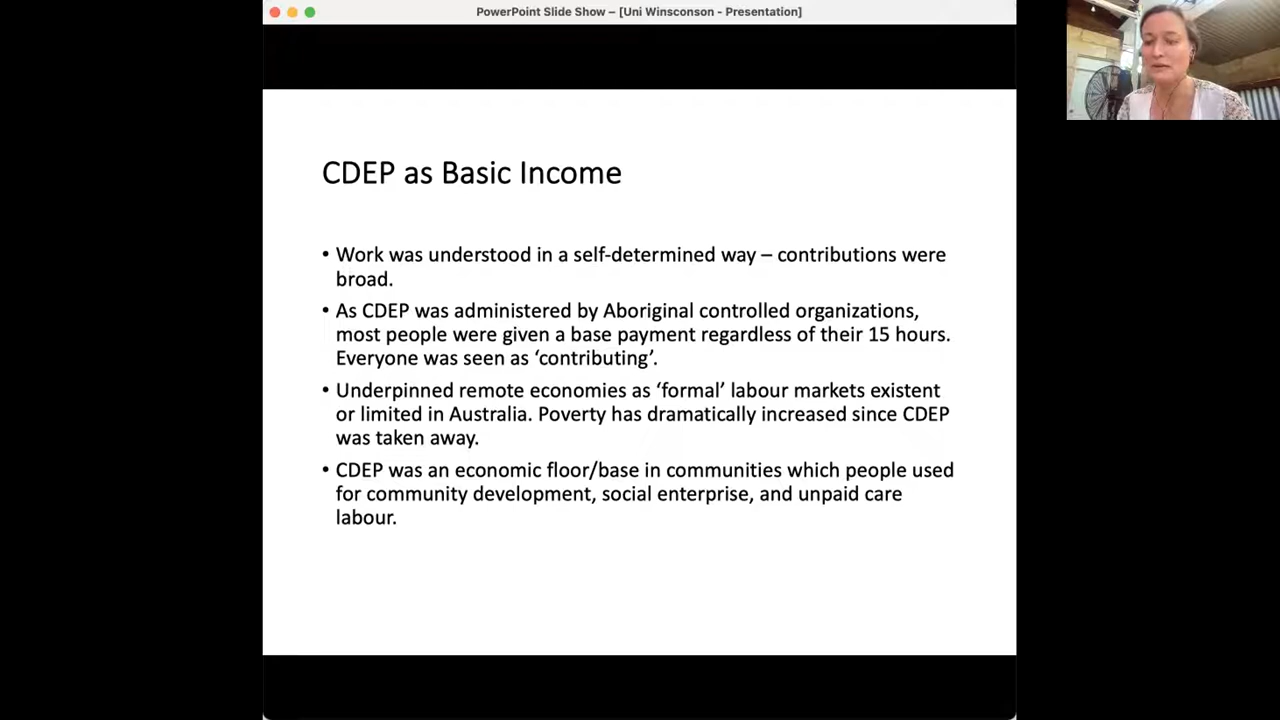 PowerPoint Slide Show – [Uni Winsconson - Presentation]
CDEP as Basic Income
• Work was understood in a self-determined way – contributions were
broad.
• As CDEP was administered by Aboriginal controlled organizations,
most people were given a base payment regardless of their 15 hours.
Everyone was seen as ‘contributing’.
• Underpinned remote economies as ‘formal’ labour markets existent
or limited in Australia. Poverty has dramatically increased since CDEP
was taken away.
• CDEP was an economic floor/base in communities which people used
for community development, social enterprise, and unpaid care
labour.